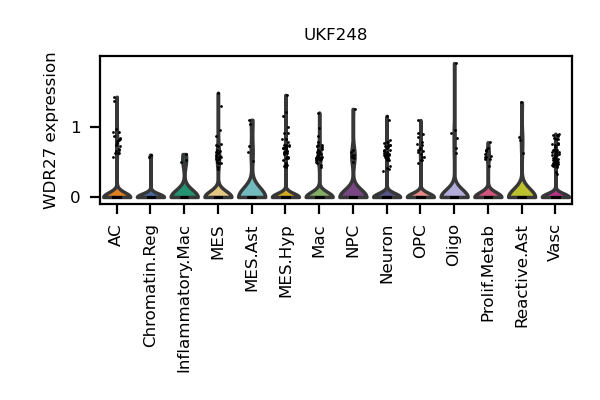 UKF248
WDR27 expression
1
0
AC
Chromatin.Reg
Inflammatory.Mac
MES
MES.Ast
MES.Hyp
Mac
NPC
Neuron
OPC
Oligo
Prolif.Metab
Reactive.Ast
Vasc